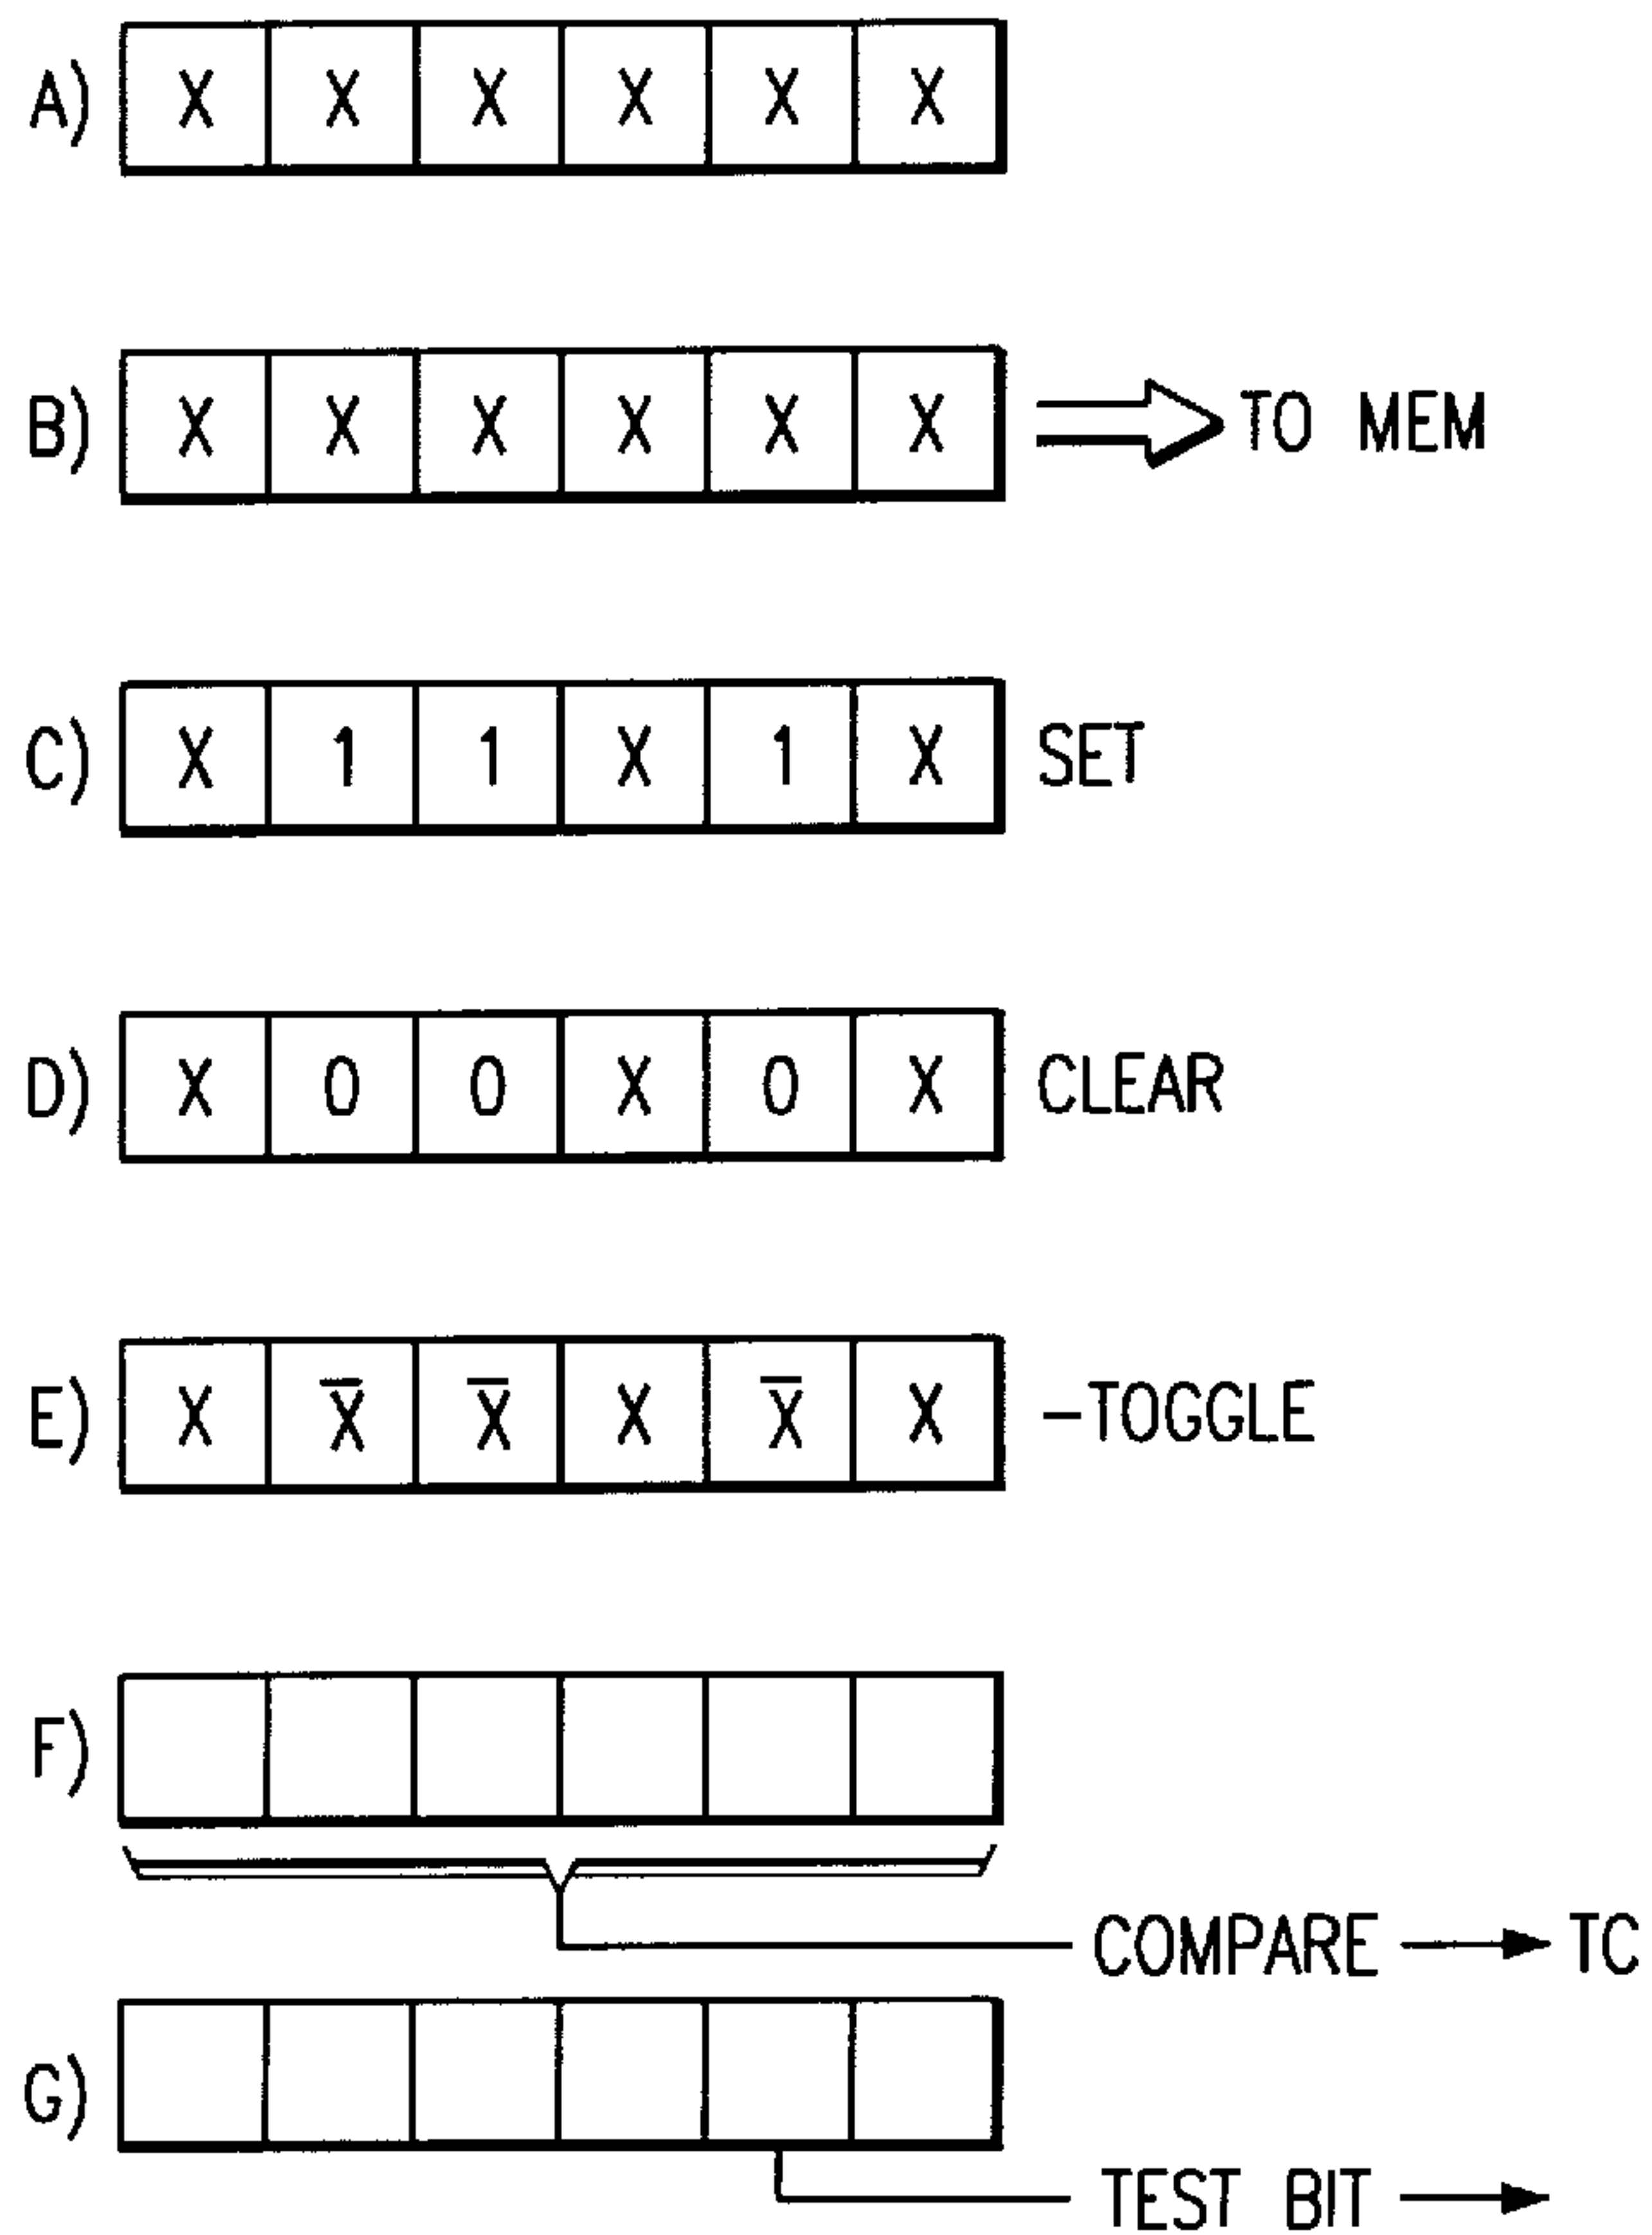 A) X X X X X X
B) X X X X X X TO MEM
C) X 1 1 X 1 X SET
D) X 0 0 X 0 X CLEAR
E) X X̅ X̅ X X̅ X -TOGGLE
F)
COMPARE TC
G)
TEST BIT